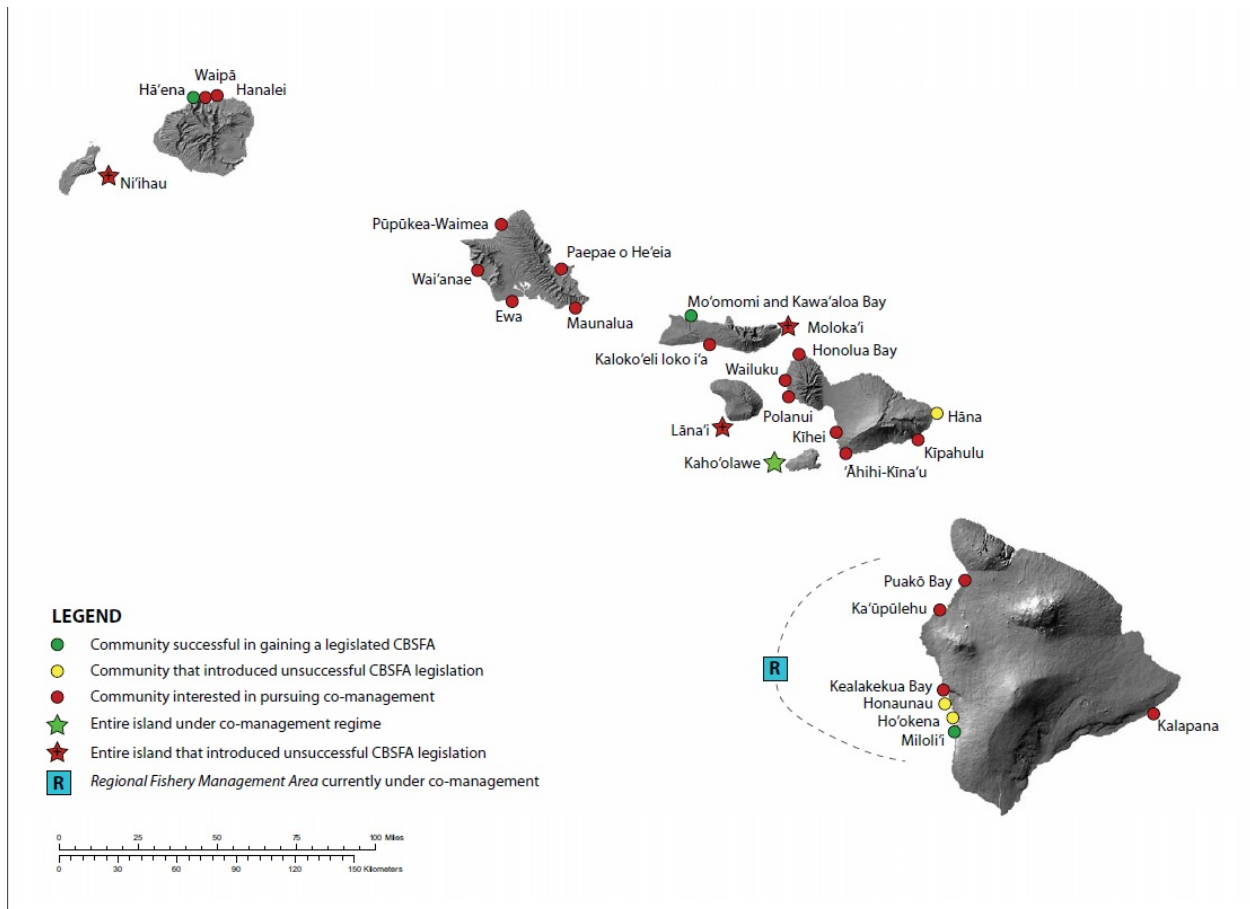 Waipā
Hā‘ena
Hanalei
Ni‘ihau
Pūpūkea-Waimea
Paepae o He‘eia
Wai‘anae
Ewa
Maunalua
Mo‘omomi and Kawa‘aloa Bay
Moloka‘i
Kaloko‘eli loko i‘a
Honolua Bay
Wailuku
Polanui
Lāna‘i
Kīhei
Hāna
Kīpahulu
Kaho‘olawe
‘Āhihi-Kīna‘u
Puakō Bay
Ka‘ūpūlehu
R
Kealakekua Bay
Honaunau
Ho‘okena
Miloli‘i
Kalapana
LEGEND
Community successful in gaining a legislated CBSFA
Community that introduced unsuccessful CBSFA legislation
Community interested in pursuing co-management
Entire island under co-management regime
Entire island that introduced unsuccessful CBSFA legislation
R Regional Fishery Management Area currently under co-management
0 25 50 75 100 Miles
0 30 60 90 120 150 Kilometers